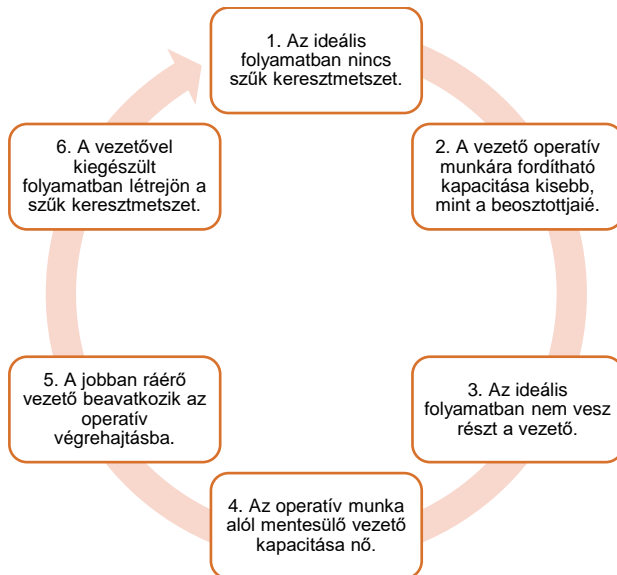 1. Az ideális
folyamatban nincs
szűk keresztmetszet.
2. A vezető operatív
munkára fordítható
kapacitása kisebb,
mint a beosztottjaié.
3. Az ideális
folyamatban nem vesz
részt a vezető.
4. Az operatív munka
alól mentesülő vezető
kapacitása nő.
5. A jobban ráérő
vezető beavatkozik az
operatív
végrehajtásba.
6. A vezetővel
kiegészült
folyamatban létrejön a
szűk keresztmetszet.